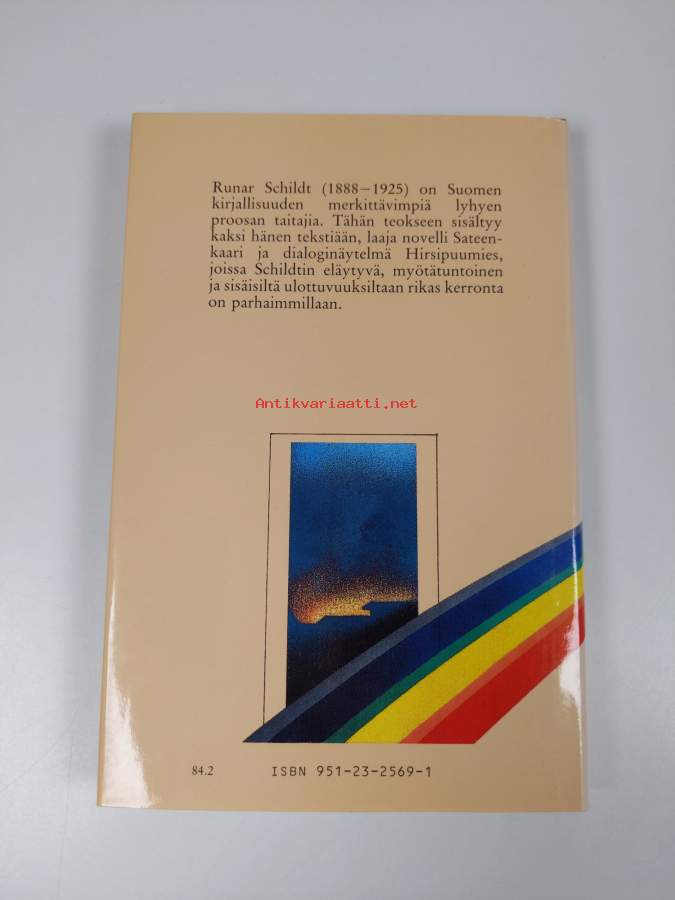 Runar Schildt (1888—1925) on Suomen
kirjallisuuden merkittävimpiä lyhyen
proosan taitajia. Tähän teokseen sisältyy
kaksi hänen tekstiään, laaja novelli Sateen-
kaari ja dialoginäytelmä Hirsipuumies,
joissa Schildtin eläytyvä, myötätuntoinen
ja sisäisiltä ulottuvuuksiltaan rikas kerronta
on parhaimmillaan.
Antikvariaatti.net
84.2 ISBN 951-23-2569-1